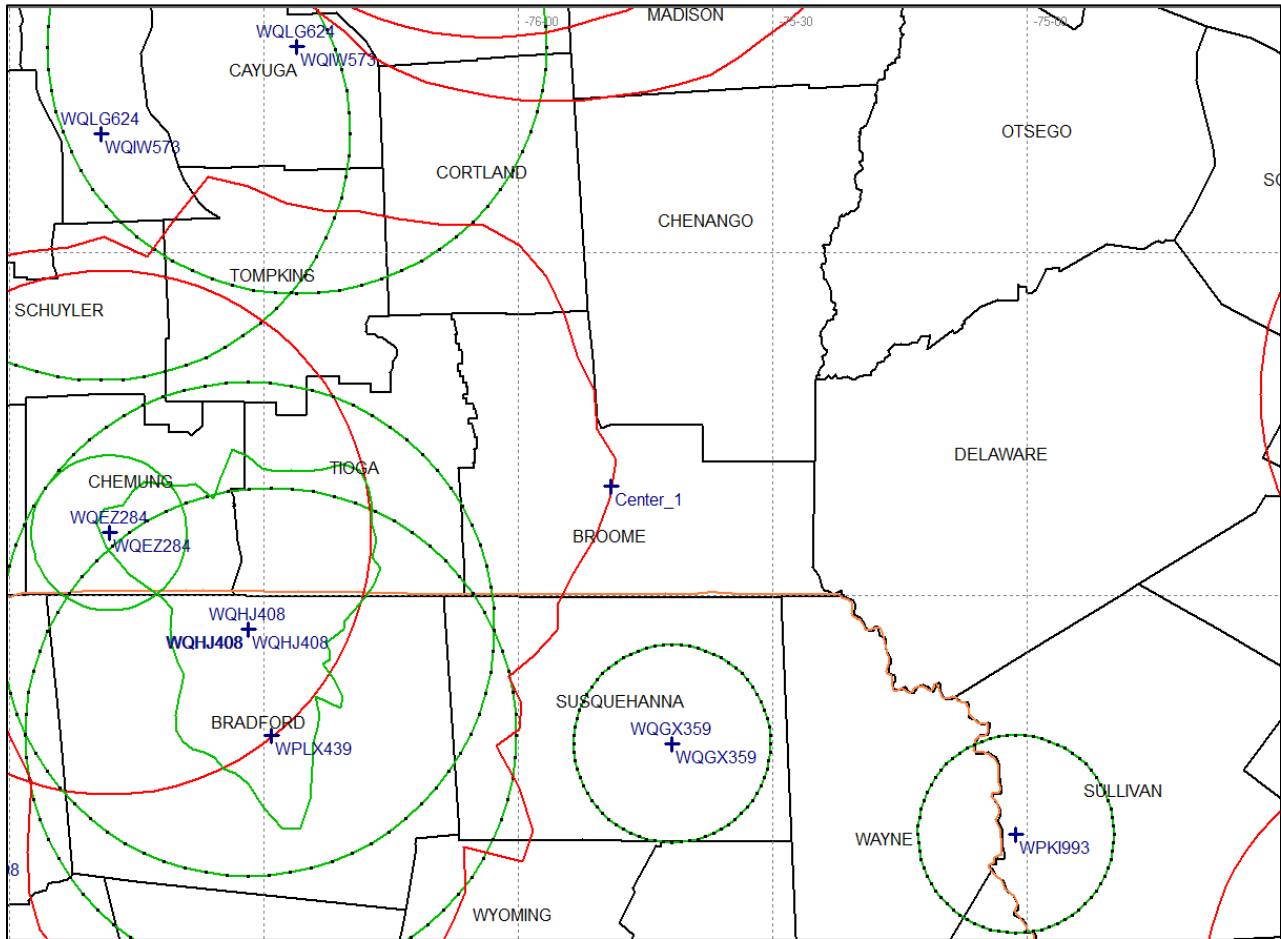 MADISON
-76-00
-75-30
-75-00
WQLG624
WQIW573
CAYUGA
WQLG624
WQIW573
OTSEGO
CORTLAND
CHENANGO
TOMPKINS
SCHUYLER
DELAWARE
TIOGA
CHEMUNG
Center_1
WQEZ284
WQEZ284
BROOME
WQHJ408
WQHJ408
WQHJ408
SUSQUEHANNA
BRADFORD
WQGX359
WPLX439
WQGX359
SULLIVAN
WAYNE
WPKI993
WYOMING